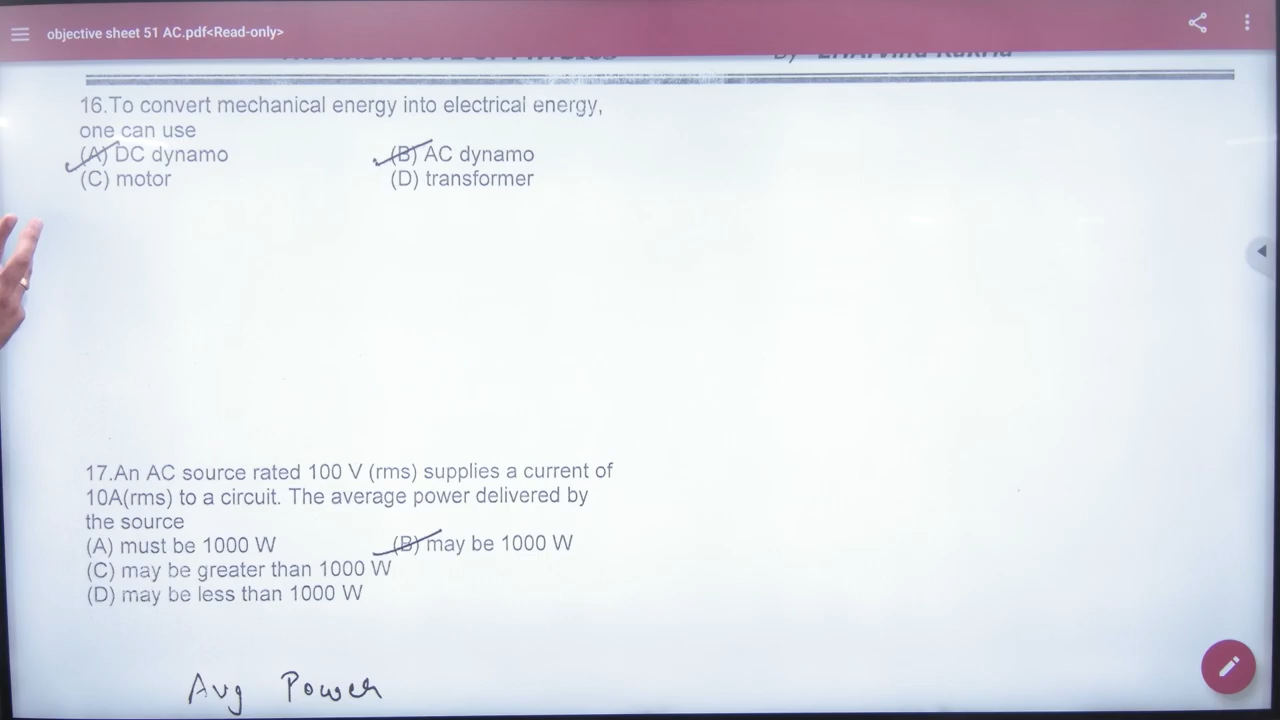 objective sheet 51 AC.pdf<Read-only>
16.To convert mechanical energy into electrical energy,
one can use
(A) DC dynamo (B) AC dynamo
(C) motor (D) transformer
17.An AC source rated 100 V (rms) supplies a current of
10A(rms) to a circuit. The average power delivered by
the source
(A) must be 1000 W (B) may be 1000 W
(C) may be greater than 1000 W
(D) may be less than 1000 W
Avg Power